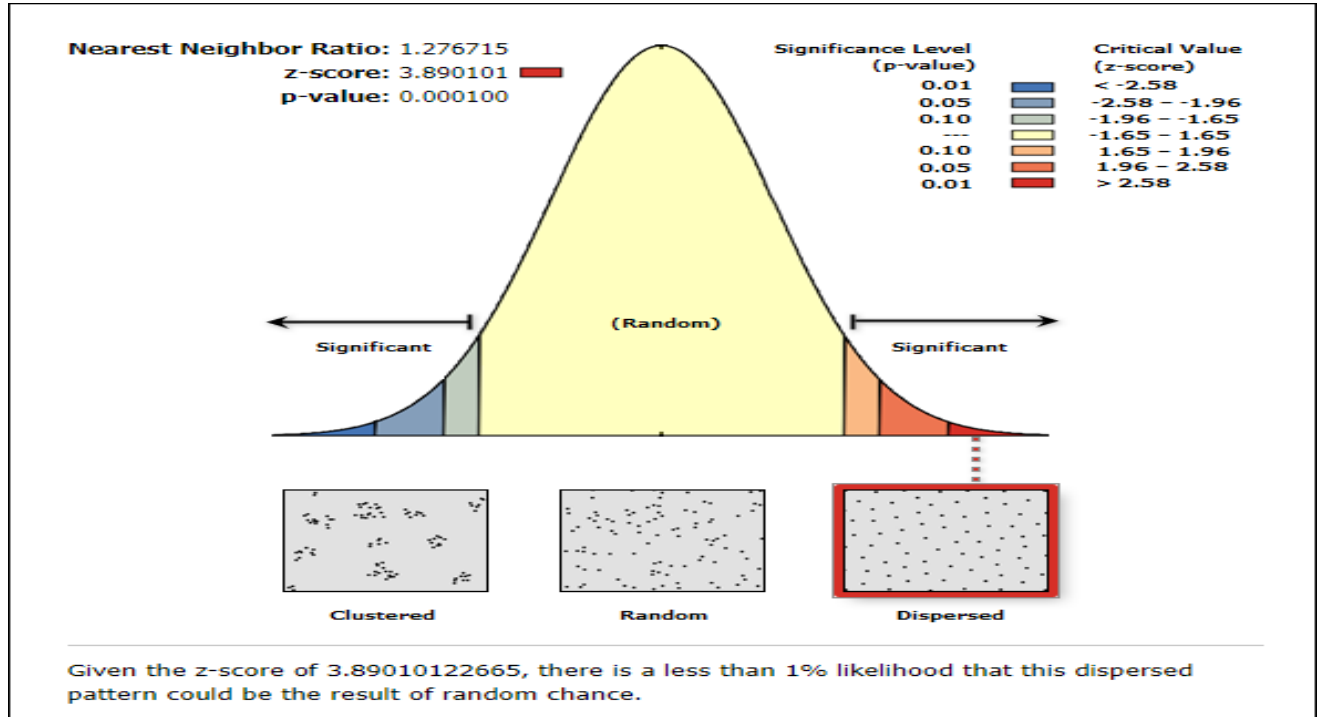 Nearest Neighbor Ratio: 1.276715
z-score: 3.890101
p-value: 0.000100
Significance Level
(p-value)
Critical Value
(z-score)
0.01 < -2.58
0.05 -2.58 – -1.96
0.10 -1.96 – -1.65
--- -1.65 – 1.65
0.10 1.65 – 1.96
0.05 1.96 – 2.58
0.01 > 2.58
(Random)
Significant
Significant
Clustered
Random
Dispersed
Given the z-score of 3.89010122665, there is a less than 1% likelihood that this dispersed
pattern could be the result of random chance.